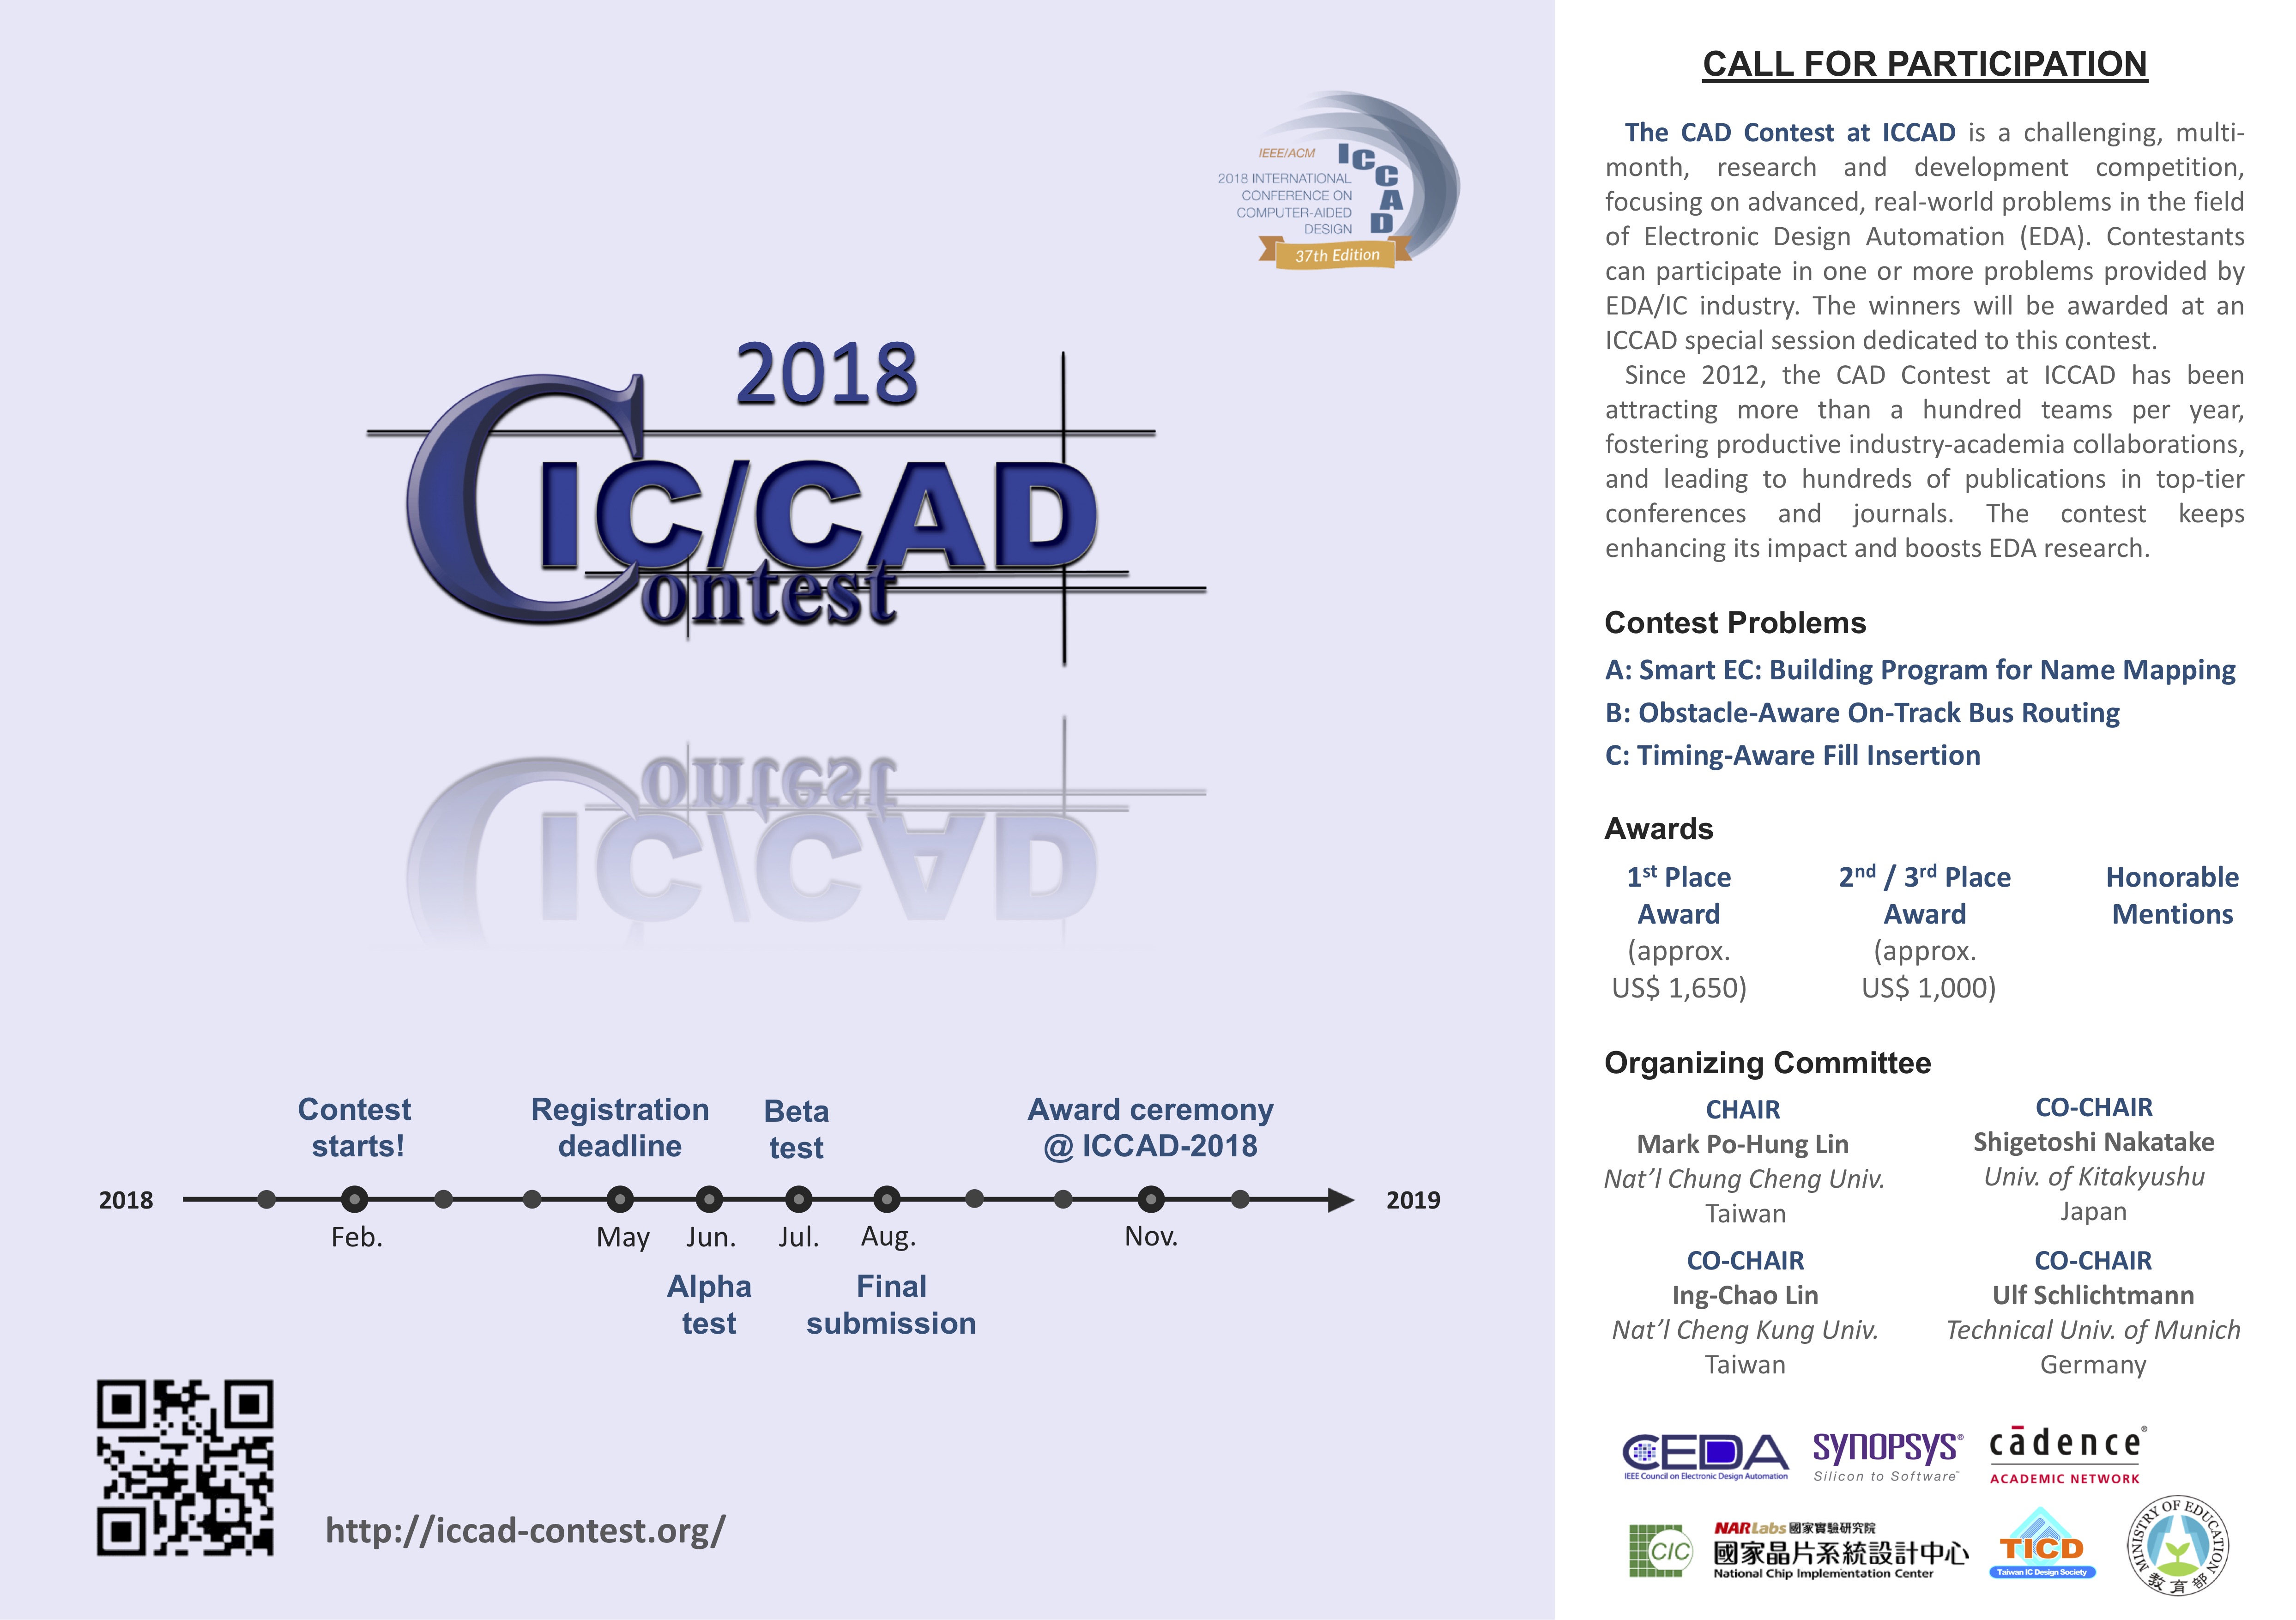 IEEE/ACM
ICCAD
2018 INTERNATIONAL
CONFERENCE ON
COMPUTER-AIDED
DESIGN
37th Edition
2018
IC/CAD
Contest
Contest
starts!
Registration
deadline
Beta
test
Award ceremony
@ ICCAD-2018
2018
2019
Feb.
May
Jun.
Jul.
Aug.
Nov.
Alpha
test
Final
submission
http://iccad-contest.org/
CALL FOR PARTICIPATION
The CAD Contest at ICCAD is a challenging, multi-
month, research and development competition,
focusing on advanced, real-world problems in the field
of Electronic Design Automation (EDA). Contestants
can participate in one or more problems provided by
EDA/IC industry. The winners will be awarded at an
ICCAD special session dedicated to this contest.
Since 2012, the CAD Contest at ICCAD has been
attracting more than a hundred teams per year,
fostering productive industry-academia collaborations,
and leading to hundreds of publications in top-tier
conferences and journals. The contest keeps
enhancing its impact and boosts EDA research.
Contest Problems
A: Smart EC: Building Program for Name Mapping
B: Obstacle-Aware On-Track Bus Routing
C: Timing-Aware Fill Insertion
Awards
1st Place
Award
(approx.
US$ 1,650)
2nd / 3rd Place
Award
(approx.
US$ 1,000)
Honorable
Mentions
Organizing Committee
CHAIR
Mark Po-Hung Lin
Nat’l Chung Cheng Univ.
Taiwan
CO-CHAIR
Shigetoshi Nakatake
Univ. of Kitakyushu
Japan
CO-CHAIR
Ing-Chao Lin
Nat’l Cheng Kung Univ.
Taiwan
CO-CHAIR
Ulf Schlichtmann
Technical Univ. of Munich
Germany
CEDA
IEEE Council on Electronic Design Automation
SYNOPSYS®
Silicon to Software™
cādence®
ACADEMIC NETWORK
CIC
NARLabs 國家實驗研究院
國家晶片系統設計中心
National Chip Implementation Center
TICD
Taiwan IC Design Society
MINISTRY OF EDUCATION
教育部